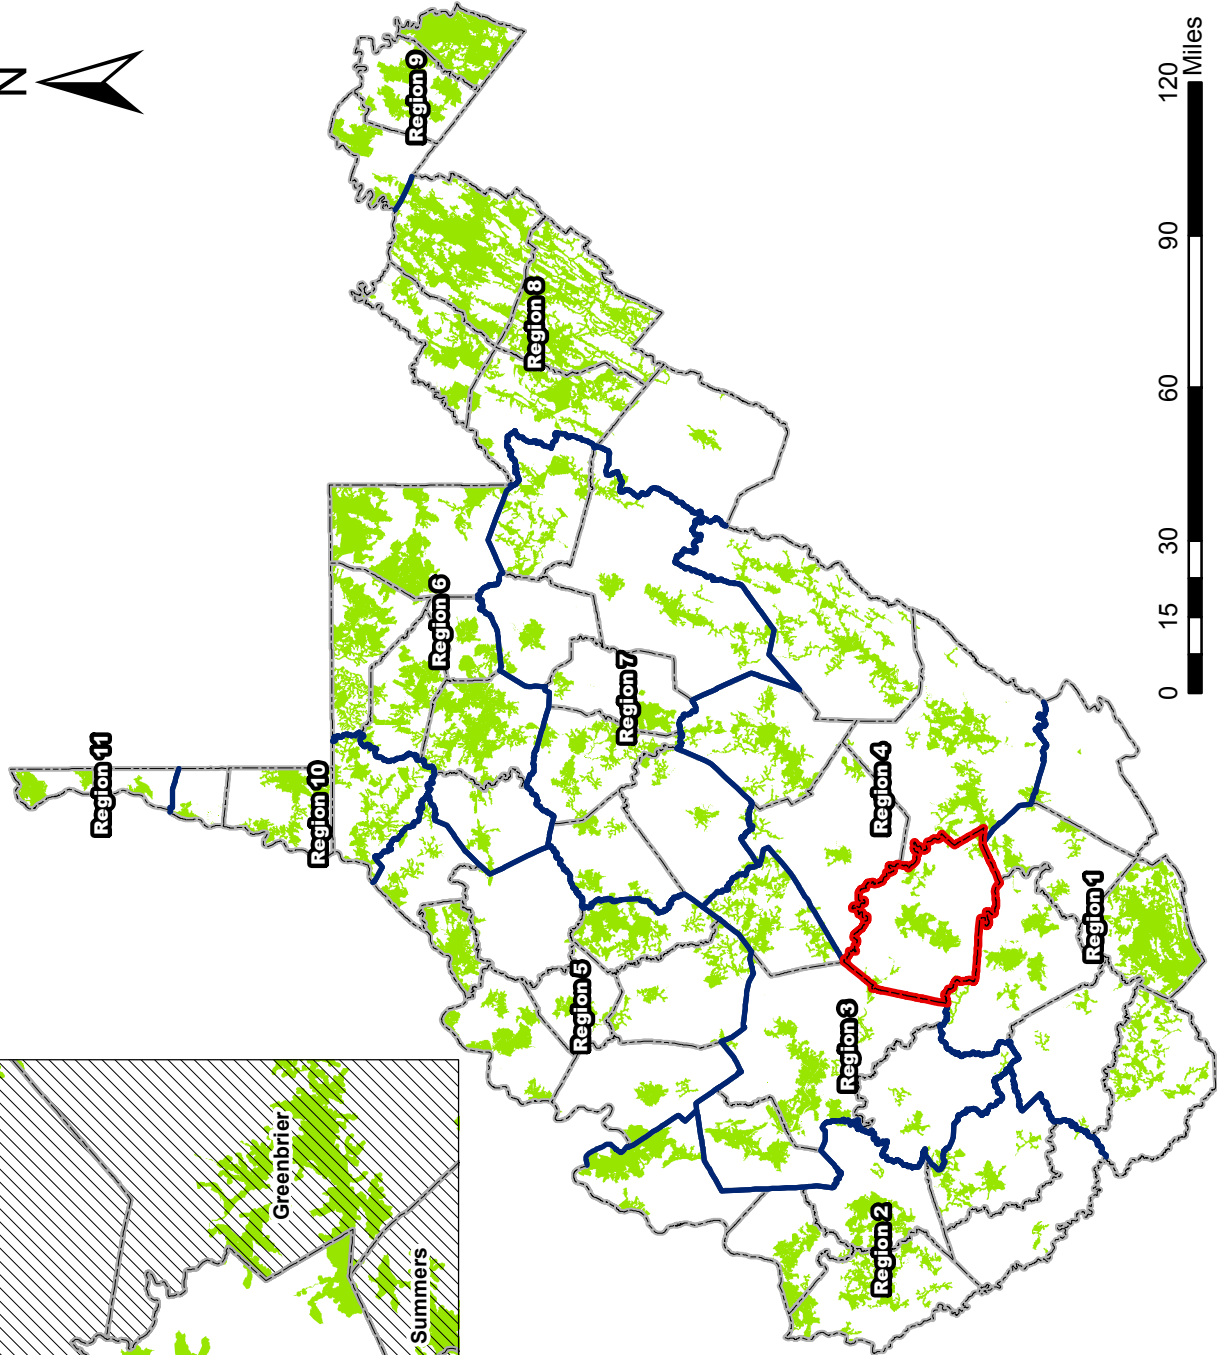 N
Region 11
Region 10
Region 9
Region 6
Region 8
Region 7
Region 5
Region 4
Region 3
Region 1
Region 2
Greenbrier
Summers
0 15 30 60 90 120
Miles